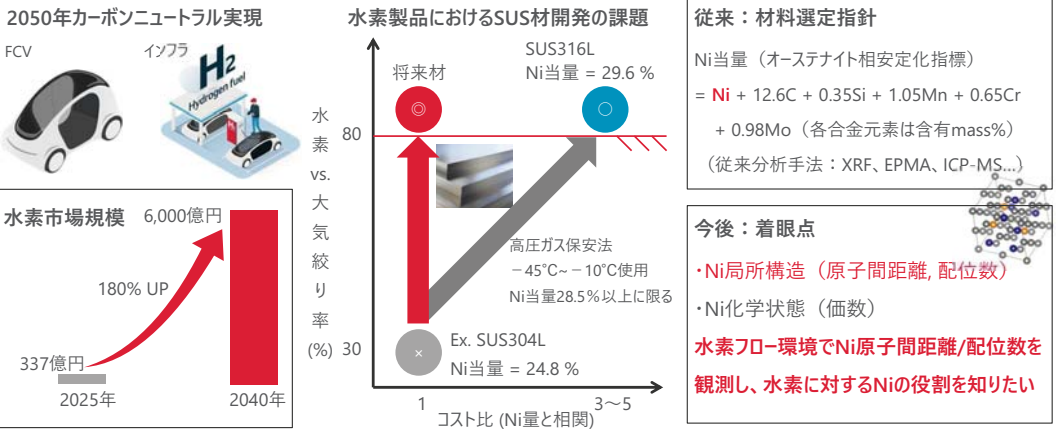 2050年カーボンニュートラル実現
FCV
インフラ
H2
Hydrogen fuel
水素市場規模
6,000億円
180% UP
337億円
2025年
2040年
水素製品におけるSUS材開発の課題
水素vs.大気絞り率(%)
80
30
将来材
◎
SUS316L
Ni当量 = 29.6 %
○
高圧ガス保安法
－45℃~－10℃使用
Ni当量28.5%以上に限る
×
Ex. SUS304L
Ni当量 = 24.8 %
1
3～5
コスト比 (Ni量と相関)
従来：材料選定指針
Ni当量（オーステナイト相安定化指標）
= Ni + 12.6C + 0.35Si + 1.05Mn + 0.65Cr
+ 0.98Mo（各合金元素は含有mass%）
（従来分析手法：XRF、EPMA、ICP-MS...）
今後：着眼点
・Ni局所構造（原子間距離, 配位数）
・Ni化学状態（価数）
水素フロー環境でNi原子間距離/配位数を
観測し、水素に対するNiの役割を知りたい